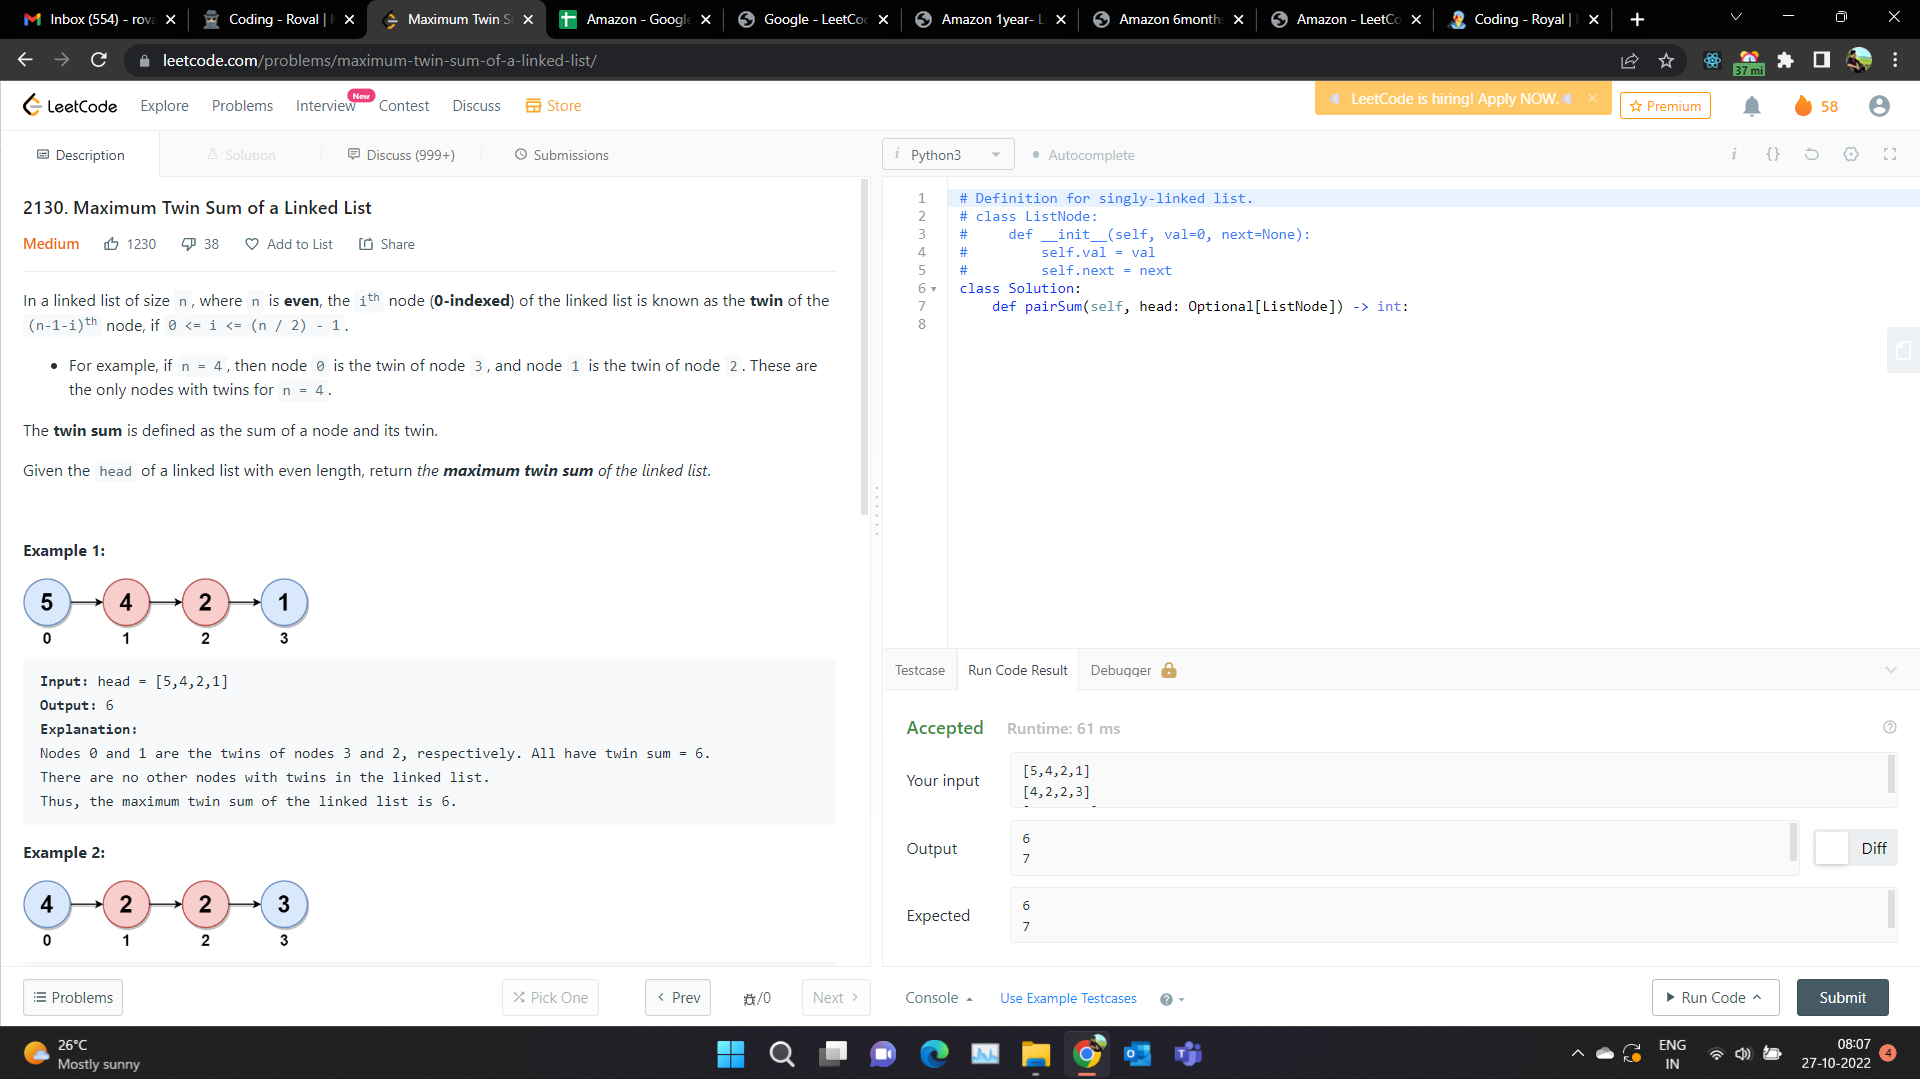 Inbox (554) - rova
Coding - Roval |
Maximum Twin S
Amazon - Google
Google - LeetCo
Amazon 1year- L
Amazon 6months
Amazon - LeetCo
Coding - Royal |
leetcode.com/problems/maximum-twin-sum-of-a-linked-list/
37 mi
LeetCode
Explore
Problems
Interview
New
Contest
Discuss
Store
LeetCode is hiring! Apply NOW.
Premium
58
Description
Solution
Discuss (999+)
Submissions
2130. Maximum Twin Sum of a Linked List
Medium 1230 38 Add to List Share
In a linked list of size n, where n is even, the ith node (0-indexed) of the linked list is known as the twin of the
(n-1-i)th node, if 0 <= i <= (n / 2) - 1.
• For example, if n = 4, then node 0 is the twin of node 3, and node 1 is the twin of node 2. These are
the only nodes with twins for n = 4.
The twin sum is defined as the sum of a node and its twin.
Given the head of a linked list with even length, return the maximum twin sum of the linked list.
Example 1:
5 4 2 1
0 1 2 3
Input: head = [5,4,2,1]
Output: 6
Explanation:
Nodes 0 and 1 are the twins of nodes 3 and 2, respectively. All have twin sum = 6.
There are no other nodes with twins in the linked list.
Thus, the maximum twin sum of the linked list is 6.
Example 2:
4 2 2 3
0 1 2 3
Problems
Pick One
Prev
/0
Next
i Python3
Autocomplete
i {}
1 # Definition for singly-linked list.
2 # class ListNode:
3 #     def __init__(self, val=0, next=None):
4 #         self.val = val
5 #         self.next = next
6 class Solution:
7     def pairSum(self, head: Optional[ListNode]) -> int:
8
Testcase
Run Code Result
Debugger
Accepted Runtime: 61 ms
Your input
[5,4,2,1]
[4,2,2,3]
Output
6
7
Diff
Expected
6
7
Console
Use Example Testcases
Run Code
Submit
26°C
Mostly sunny
ENG
IN
08:07
27-10-2022
4